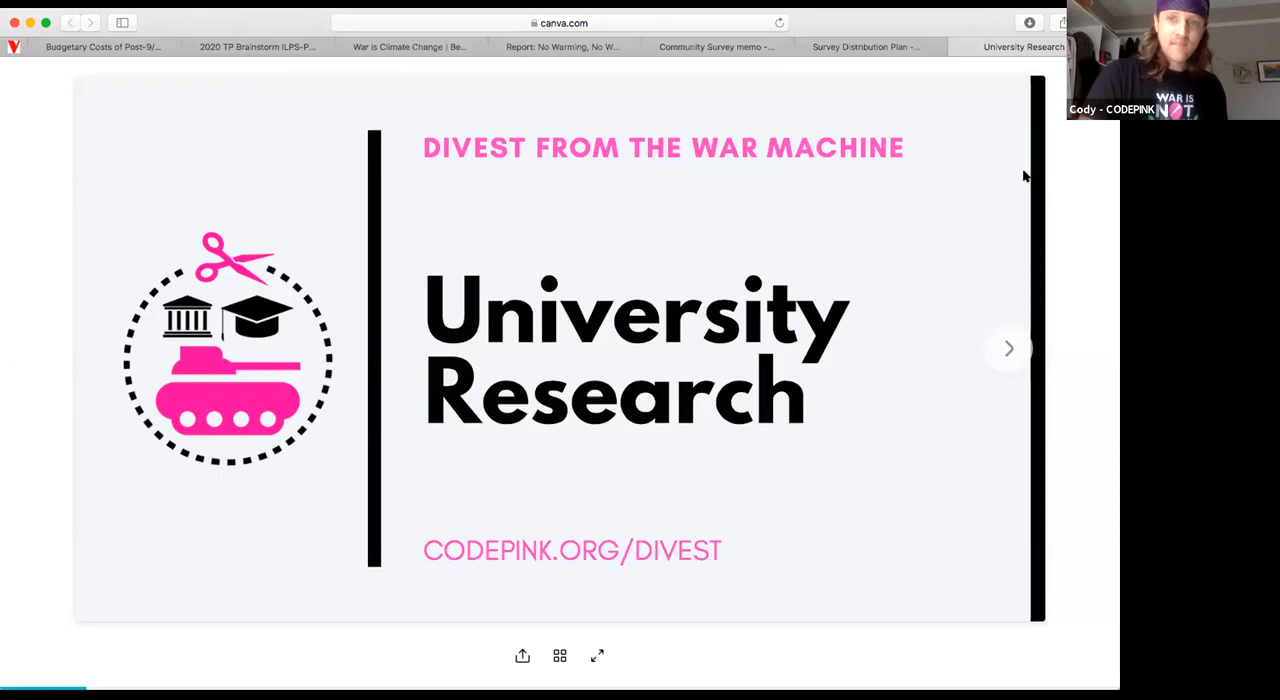 canva.com
Budgetary Costs of Post-9/...
2020 TP Brainstorm ILPS-P...
War is Climate Change | Be...
Report: No Warming, No W...
Community Survey memo -...
Survey Distribution Plan -...
University Research
WAR IS
NOT
Cody - CODEPINK
DIVEST FROM THE WAR MACHINE
University
Research
CODEPINK.ORG/DIVEST